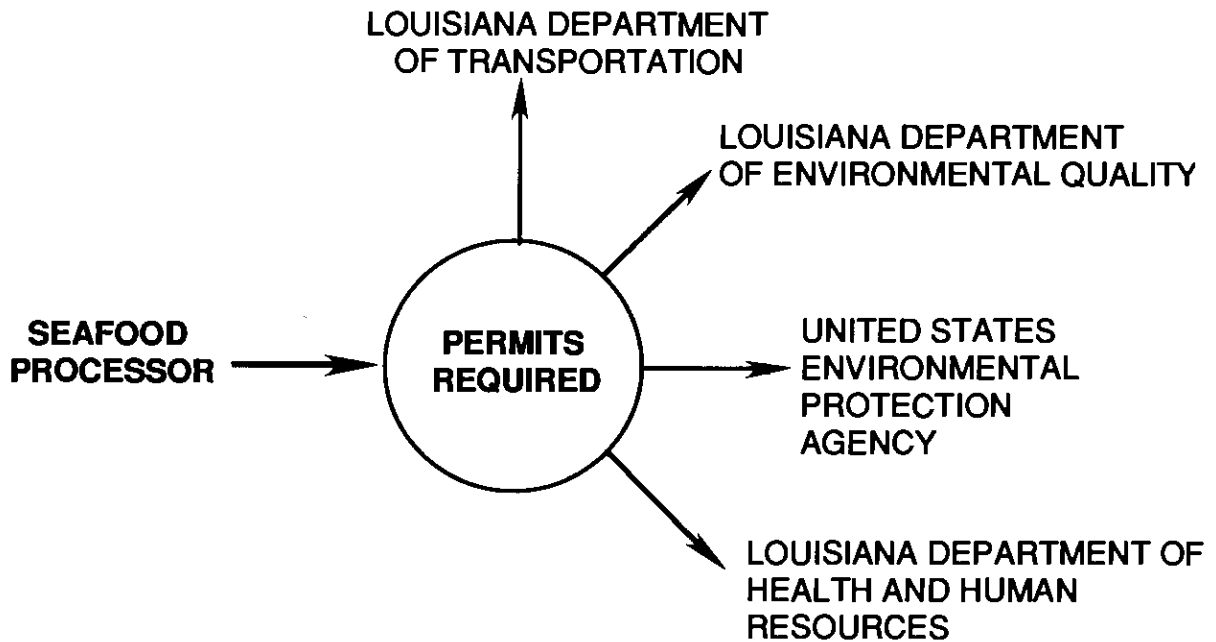 LOUISIANA DEPARTMENT
OF TRANSPORTATION
LOUISIANA DEPARTMENT
OF ENVIRONMENTAL QUALITY
SEAFOOD
PROCESSOR
PERMITS
REQUIRED
UNITED STATES
ENVIRONMENTAL
PROTECTION
AGENCY
LOUISIANA DEPARTMENT OF
HEALTH AND HUMAN
RESOURCES